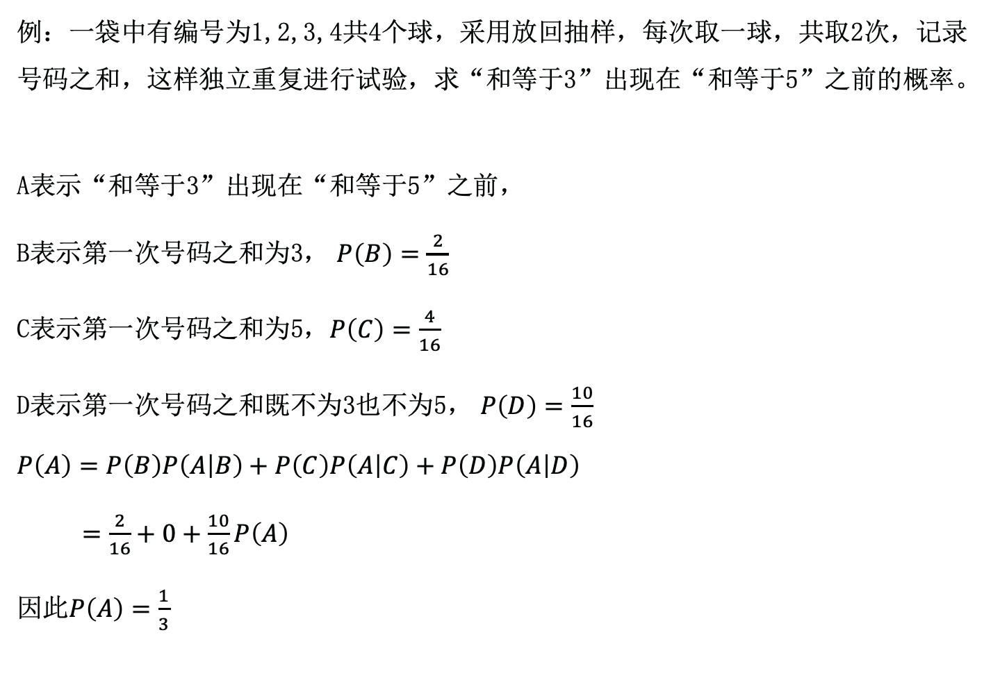 例：一袋中有编号为1,2,3,4共4个球，采用放回抽样，每次取一球，共取2次，记录
号码之和，这样独立重复进行试验，求“和等于3”出现在“和等于5”之前的概率。
A表示“和等于3”出现在“和等于5”之前，
B表示第一次号码之和为3， P(B) = 2/16
C表示第一次号码之和为5，P(C) = 4/16
D表示第一次号码之和既不为3也不为5， P(D) = 10/16
P(A) = P(B)P(A|B) + P(C)P(A|C) + P(D)P(A|D)
= 2/16 + 0 + 10/16 P(A)
因此P(A) = 1/3